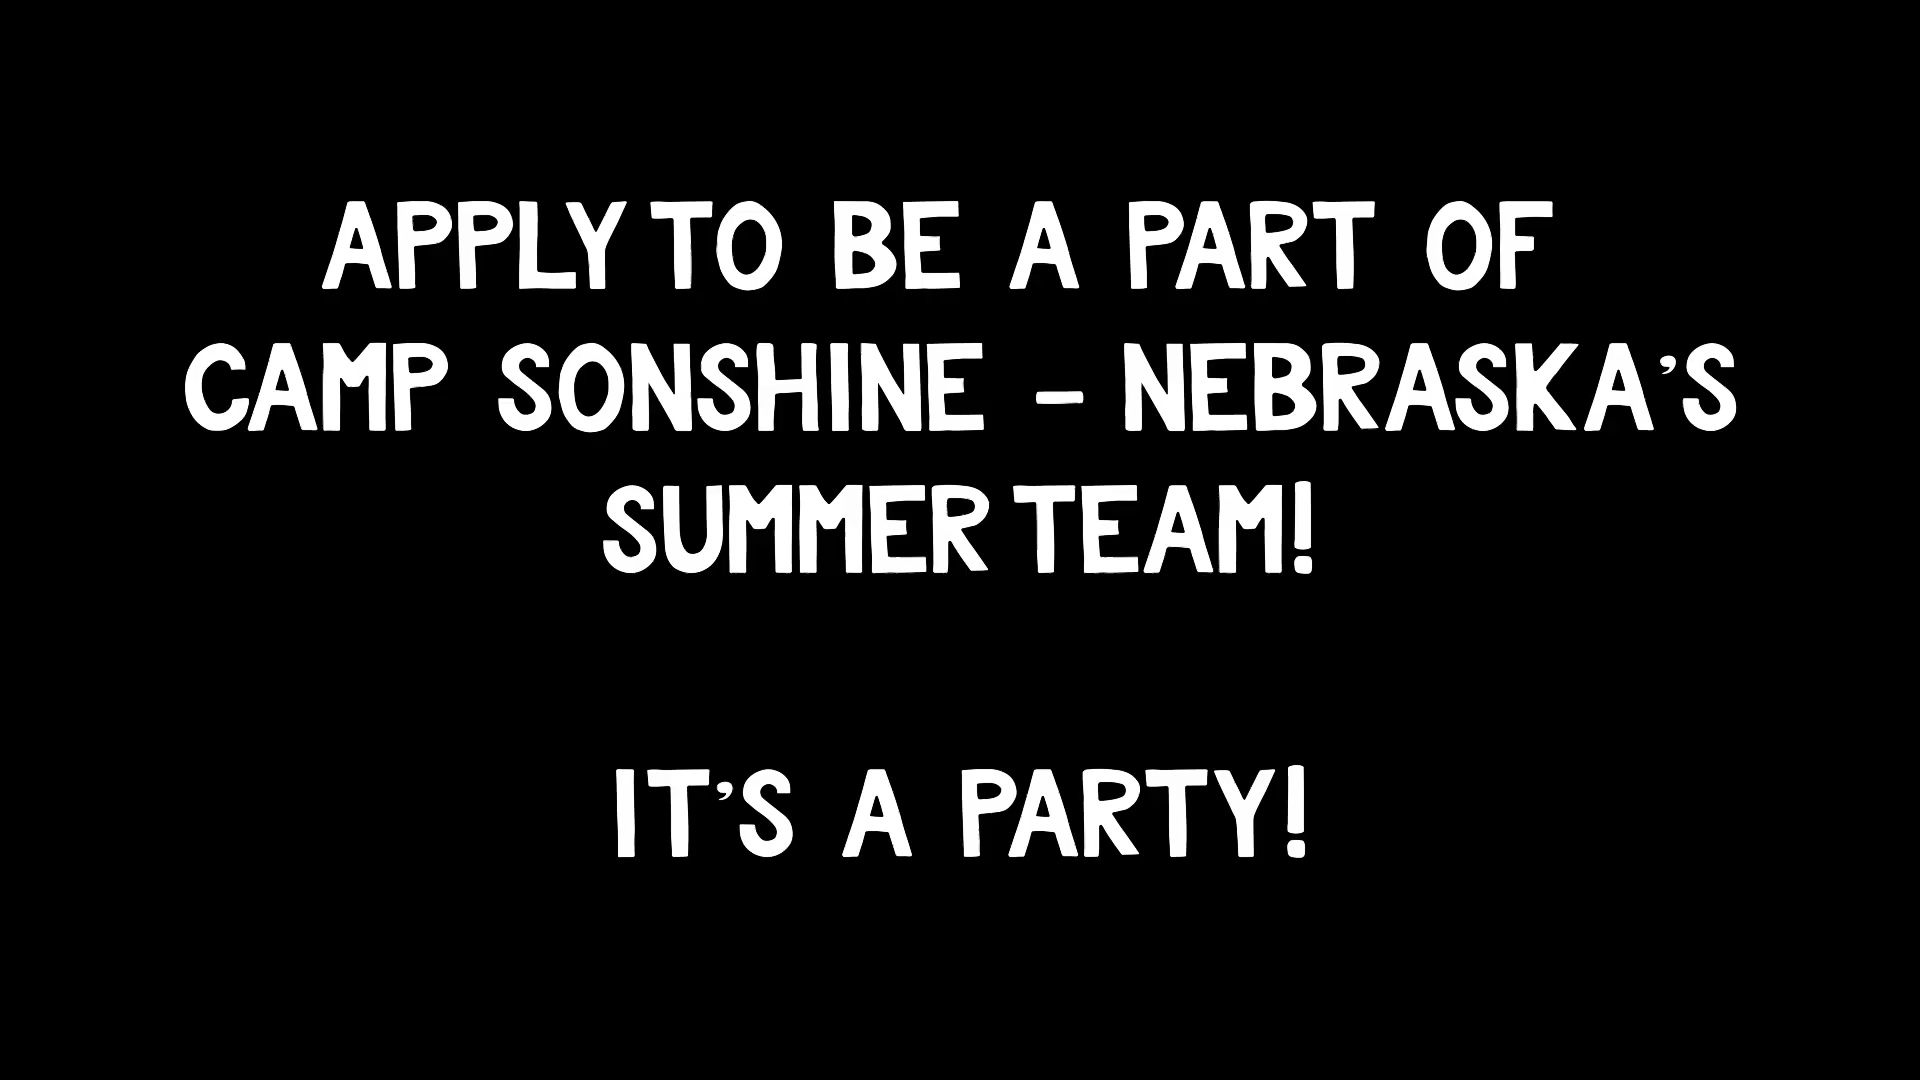 APPLY TO BE A PART OF
CAMP SONSHINE - NEBRASKA'S
SUMMER TEAM!
IT'S A PARTY!